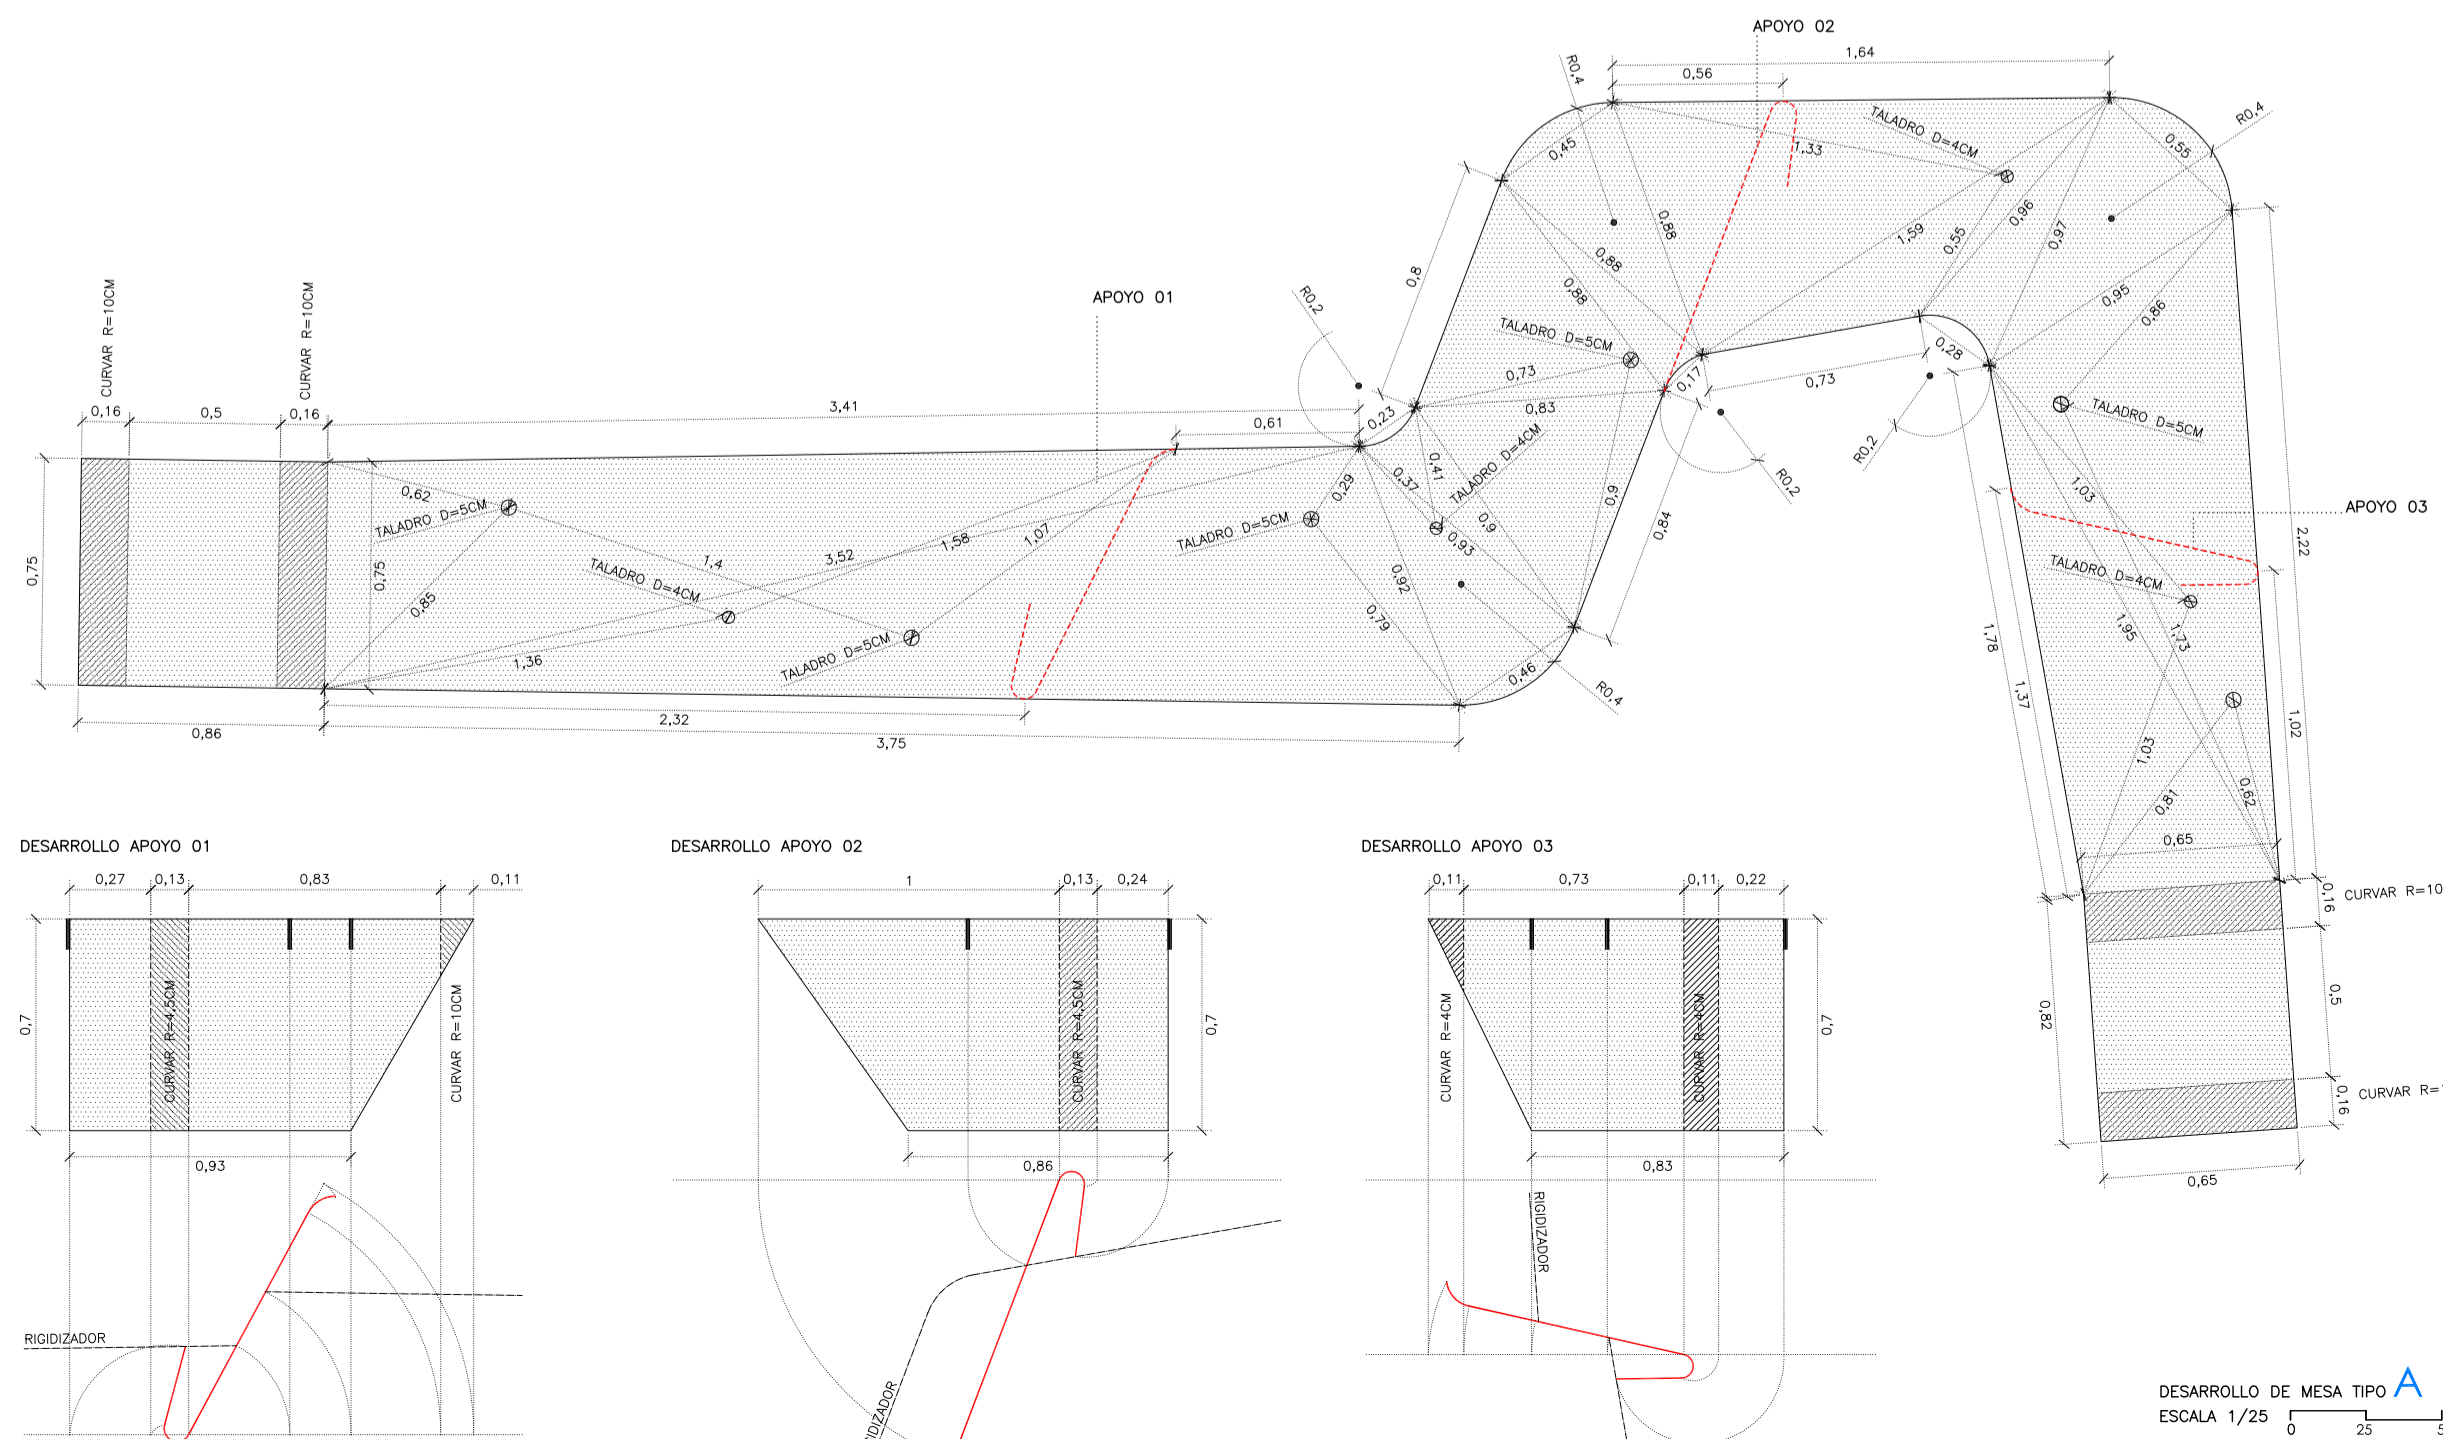 APOYO 02
1,64
0,56
R0,4
R0,4
TALADRO D=4CM
0,45
1,33
0,55
0,88
0,96
1,59
0,55
0,97
0,8
0,88
0,88
0,95
0,86
APOYO 01
CURVAR R=10CM
CURVAR R=10CM
R0,2
TALADRO D=5CM
0,28
0,73
0,17
0,73
0,16
0,5
0,16
3,41
0,61
0,23
0,83
TALADRO D=5CM
R0,2
R0,2
0,41
0,37
TALADRO D=4CM
0,29
0,62
TALADRO D=5CM
1,03
0,9
0,9
0,84
APOYO 03
2,22
TALADRO D=5CM
0,93
1,07
1,58
3,52
1,4
0,75
0,75
TALADRO D=4CM
TALADRO D=4CM
0,92
0,85
0,79
1,95
1,73
1,78
1,36
TALADRO D=5CM
0,46
R0,4
1,37
1,02
2,32
0,86
3,75
1,03
0,81
0,62
0,65
DESARROLLO APOYO 01
DESARROLLO APOYO 02
DESARROLLO APOYO 03
0,27
0,13
0,83
0,11
1
0,13
0,24
0,11
0,73
0,11
0,22
0,16
CURVAR R=10
0,7
CURVAR R=4,5CM
CURVAR R=10CM
CURVAR R=4,5CM
0,7
CURVAR R=4CM
CURVAR R=4CM
0,7
0,82
0,5
0,16
CURVAR R=
0,93
0,86
0,83
0,65
RIGIDIZADOR
RIGIDIZADOR
IDIZADOR
DESARROLLO DE MESA TIPO A
ESCALA 1/25
0
25
5